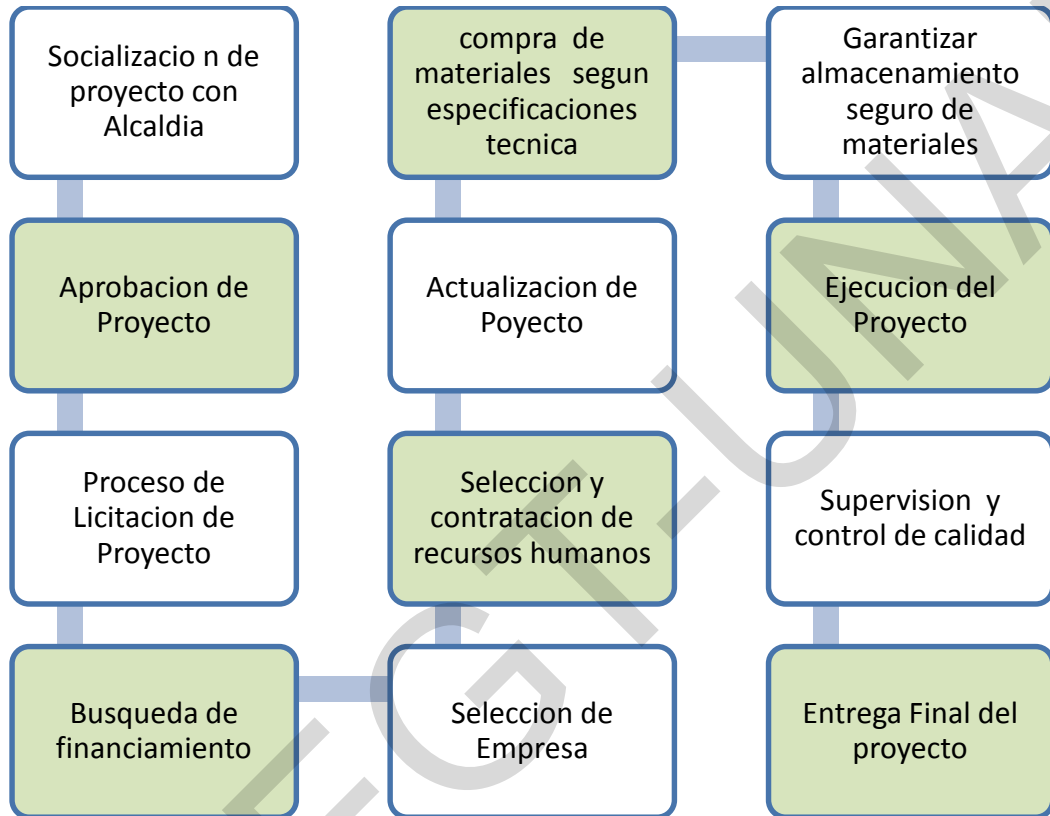 Socializacio n de
proyecto con
Alcaldia
Aprobacion de
Proyecto
Proceso de
Licitacion de
Proyecto
Busqueda de
financiamiento
Seleccion de
Empresa
Seleccion y
contratacion de
recursos humanos
Actualizacion de
Poyecto
compra de
materiales segun
especificaciones
tecnica
Garantizar
almacenamiento
seguro de
materiales
Ejecucion del
Proyecto
Supervision y
control de calidad
Entrega Final del
proyecto